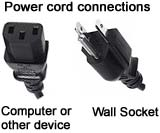 Power cord connections
Computer or
other device
Wall Socket